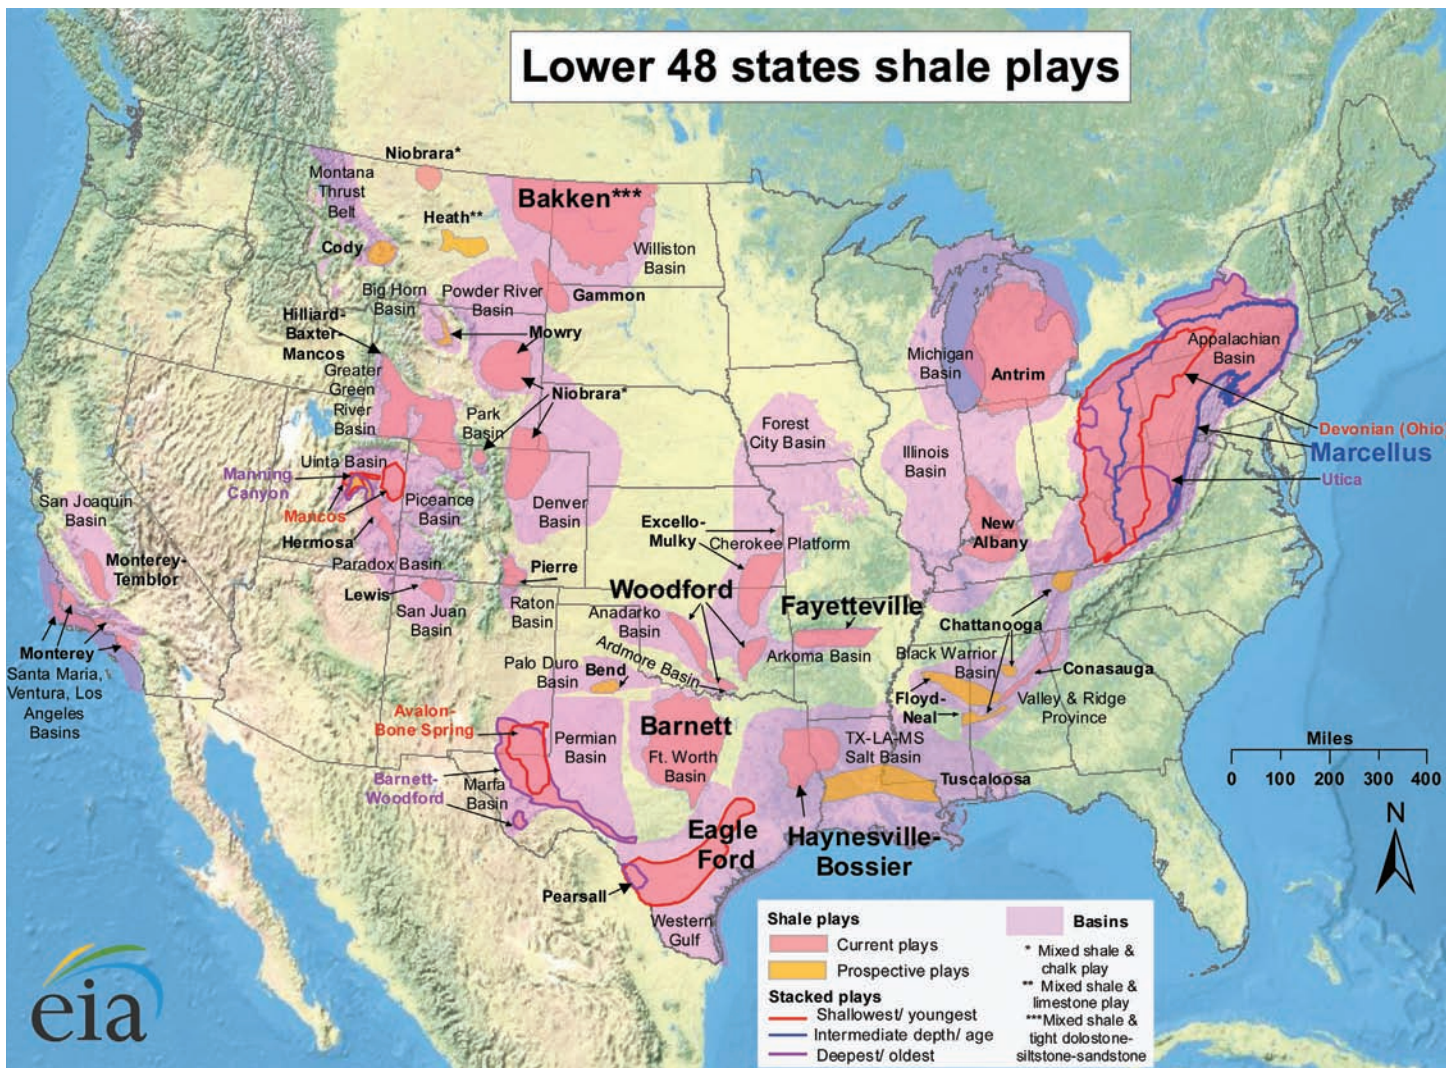 Lower 48 states shale plays
Niobrara*
Montana
Thrust
Belt
Bakken***
Heath**
Cody
Williston
Basin
Big Horn
Basin
Powder River
Basin
Gammon
Hilliard-
Baxter-
Mancos
Mowry
Greater
Green
River
Basin
Niobrara*
Park
Basin
Michigan
Basin
Antrim
Appalachian
Basin
Forest
City Basin
Illinois
Basin
Devonian (Ohio
Marcellus
Utica
Uinta Basin
Manning
Canyon
Mancos
Piceance
Basin
Denver
Basin
San Joaquin
Basin
Hermosa
Excello-
Mulky
Cherokee Platform
New
Albany
Monterey-
Temblor
Paradox Basin
Pierre
Lewis
San Juan
Basin
Raton
Basin
Woodford
Anadarko
Basin
Fayetteville
Chattanooga
Ardmore Basin
Arkoma Basin
Black Warrior
Basin
Monterey
Santa Maria,
Ventura, Los
Angeles
Basins
Palo Duro
Basin
Bend
Conasauga
Floyd-
Neal
Valley & Ridge
Province
Avalon-
Bone Spring
Permian
Basin
Barnett
Ft. Worth
Basin
TX-LA-MS
Salt Basin
Tuscaloosa
Barnett-
Woodford
Marfa
Basin
Eagle
Ford
Haynesville-
Bossier
Pearsall
Western
Gulf
Miles
0 100 200 300 400
N
Shale plays
Current plays
Prospective plays
Stacked plays
Shallowest/ youngest
Intermediate depth/ age
Deepest/ oldest
Basins
* Mixed shale &
chalk play
** Mixed shale &
limestone play
***Mixed shale &
tight dolostone-
siltstone-sandstone
eia